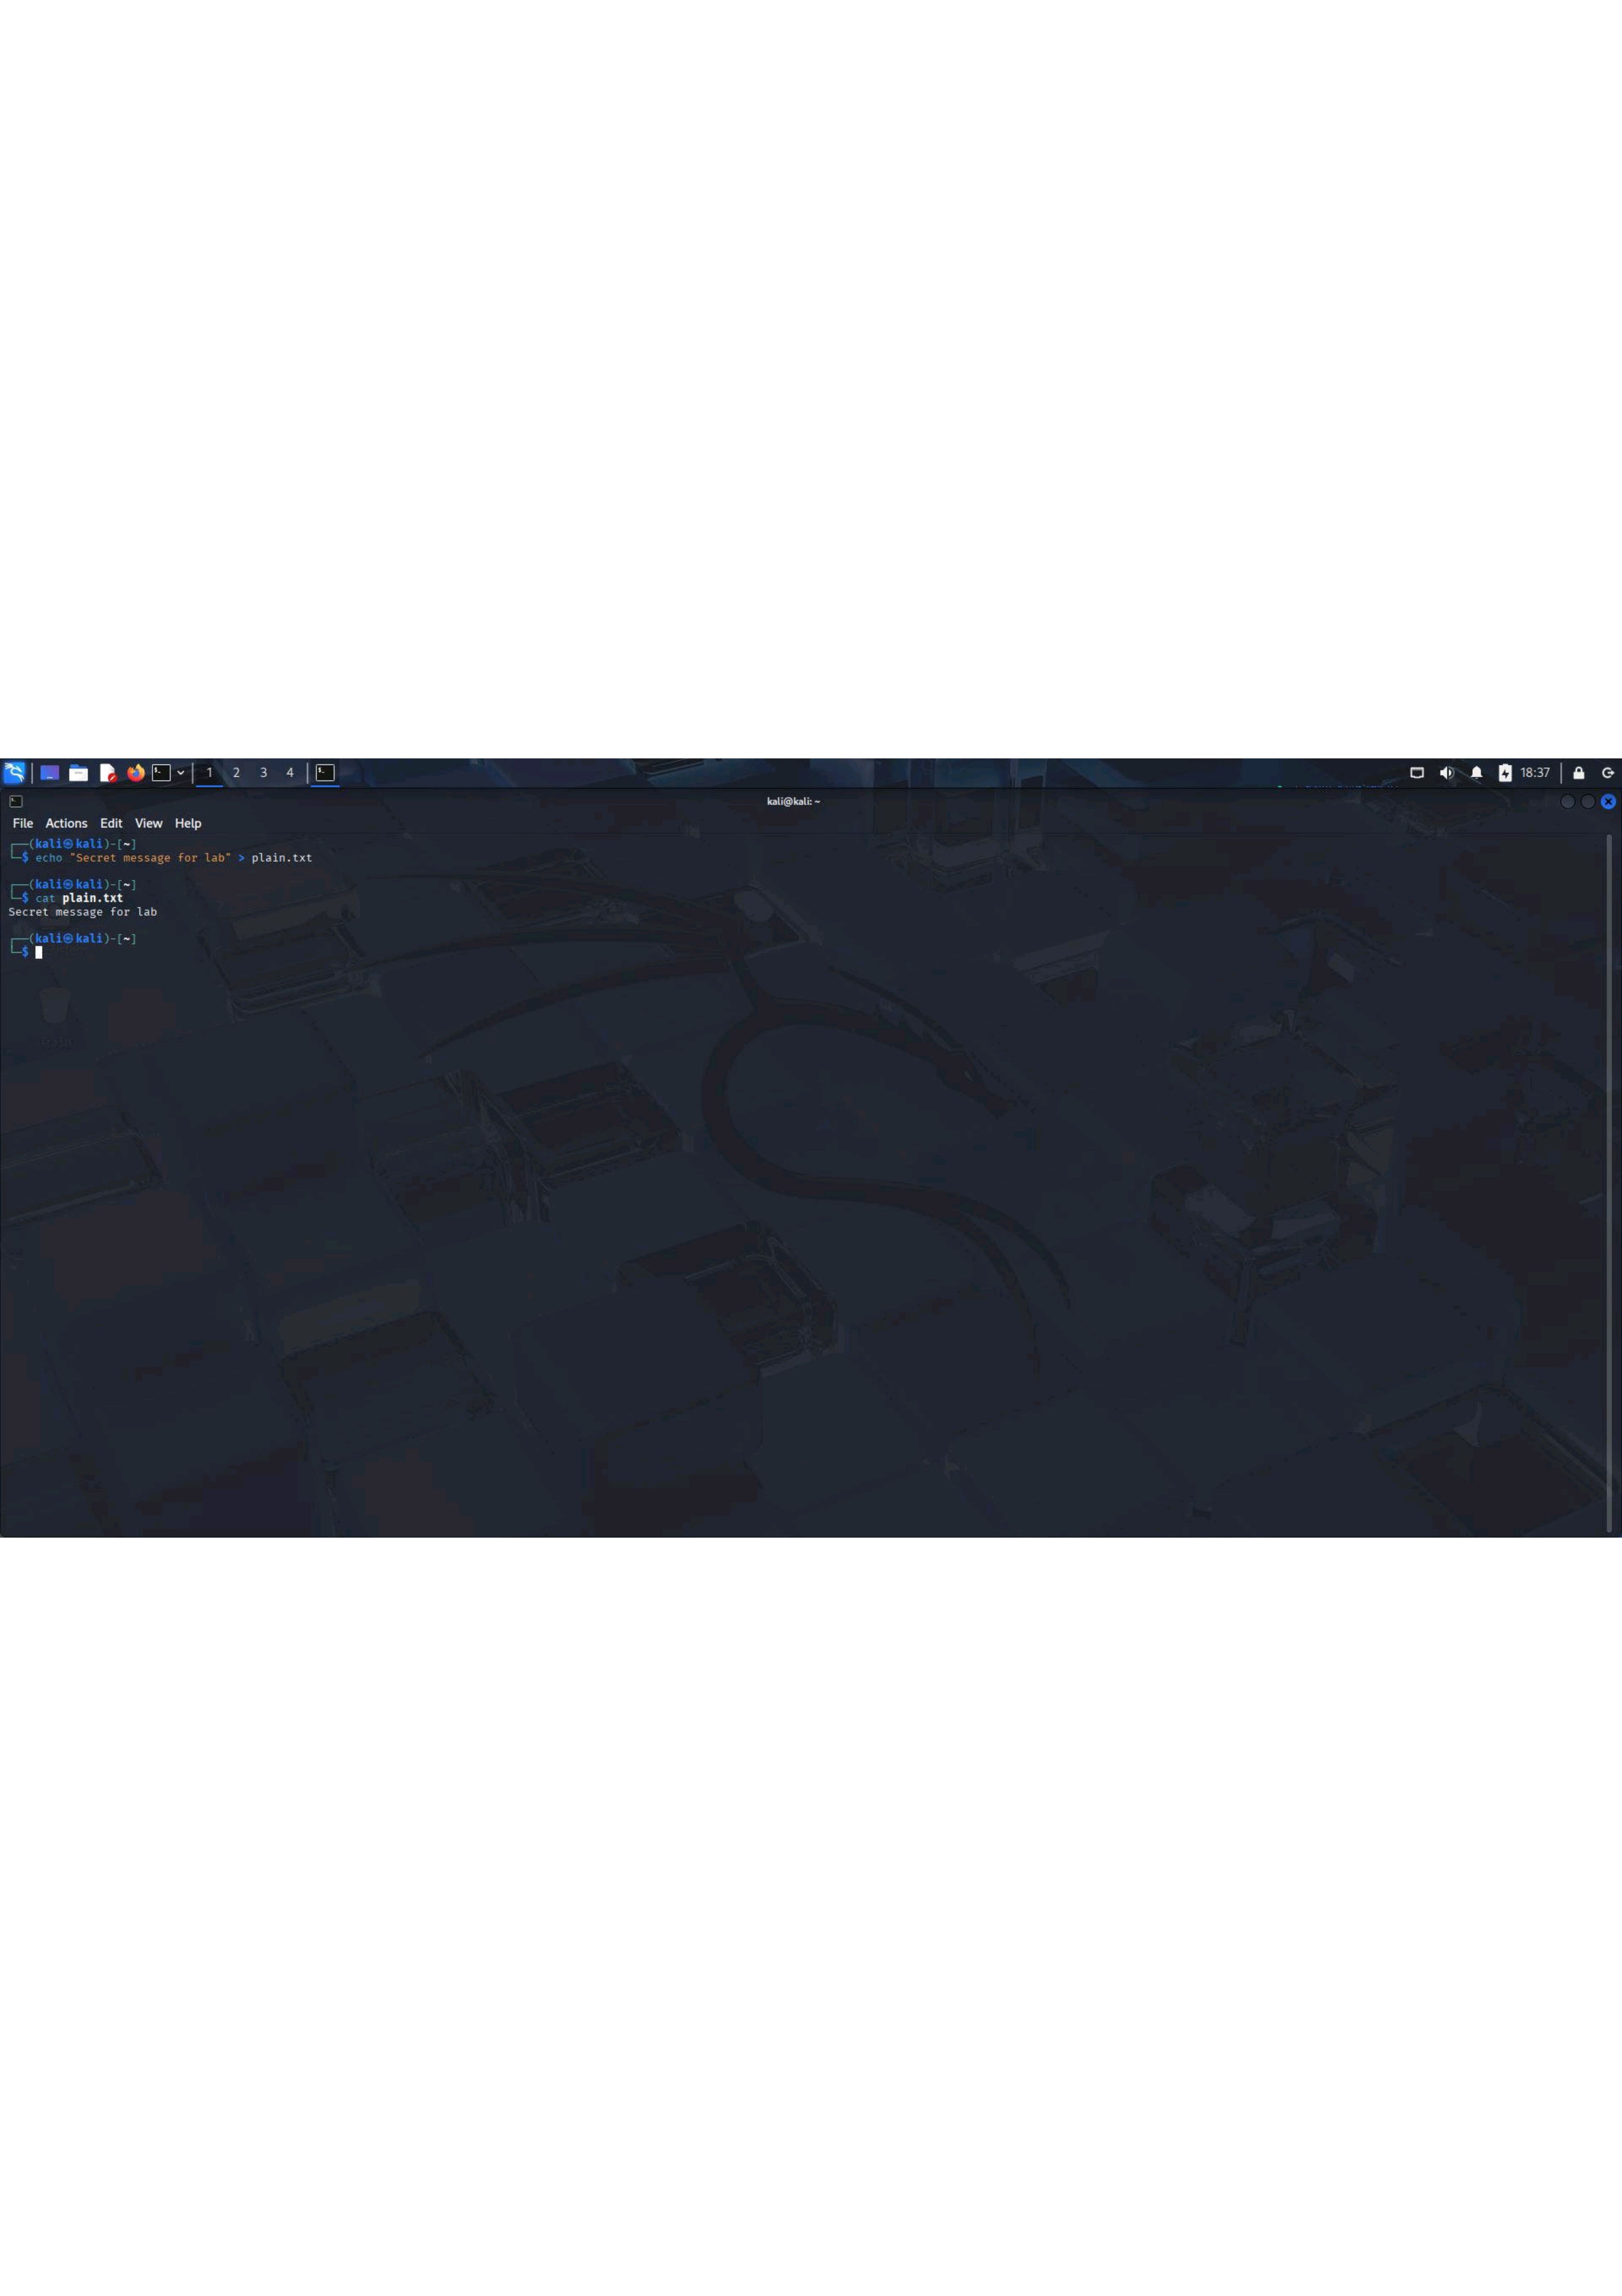 1 2 3 4 18:37
kali@kali: ~
File Actions Edit View Help
┌──(kali㉿kali)-[~]
└─$ echo "Secret message for lab" > plain.txt
┌──(kali㉿kali)-[~]
└─$ cat plain.txt
Secret message for lab
┌──(kali㉿kali)-[~]
└─$